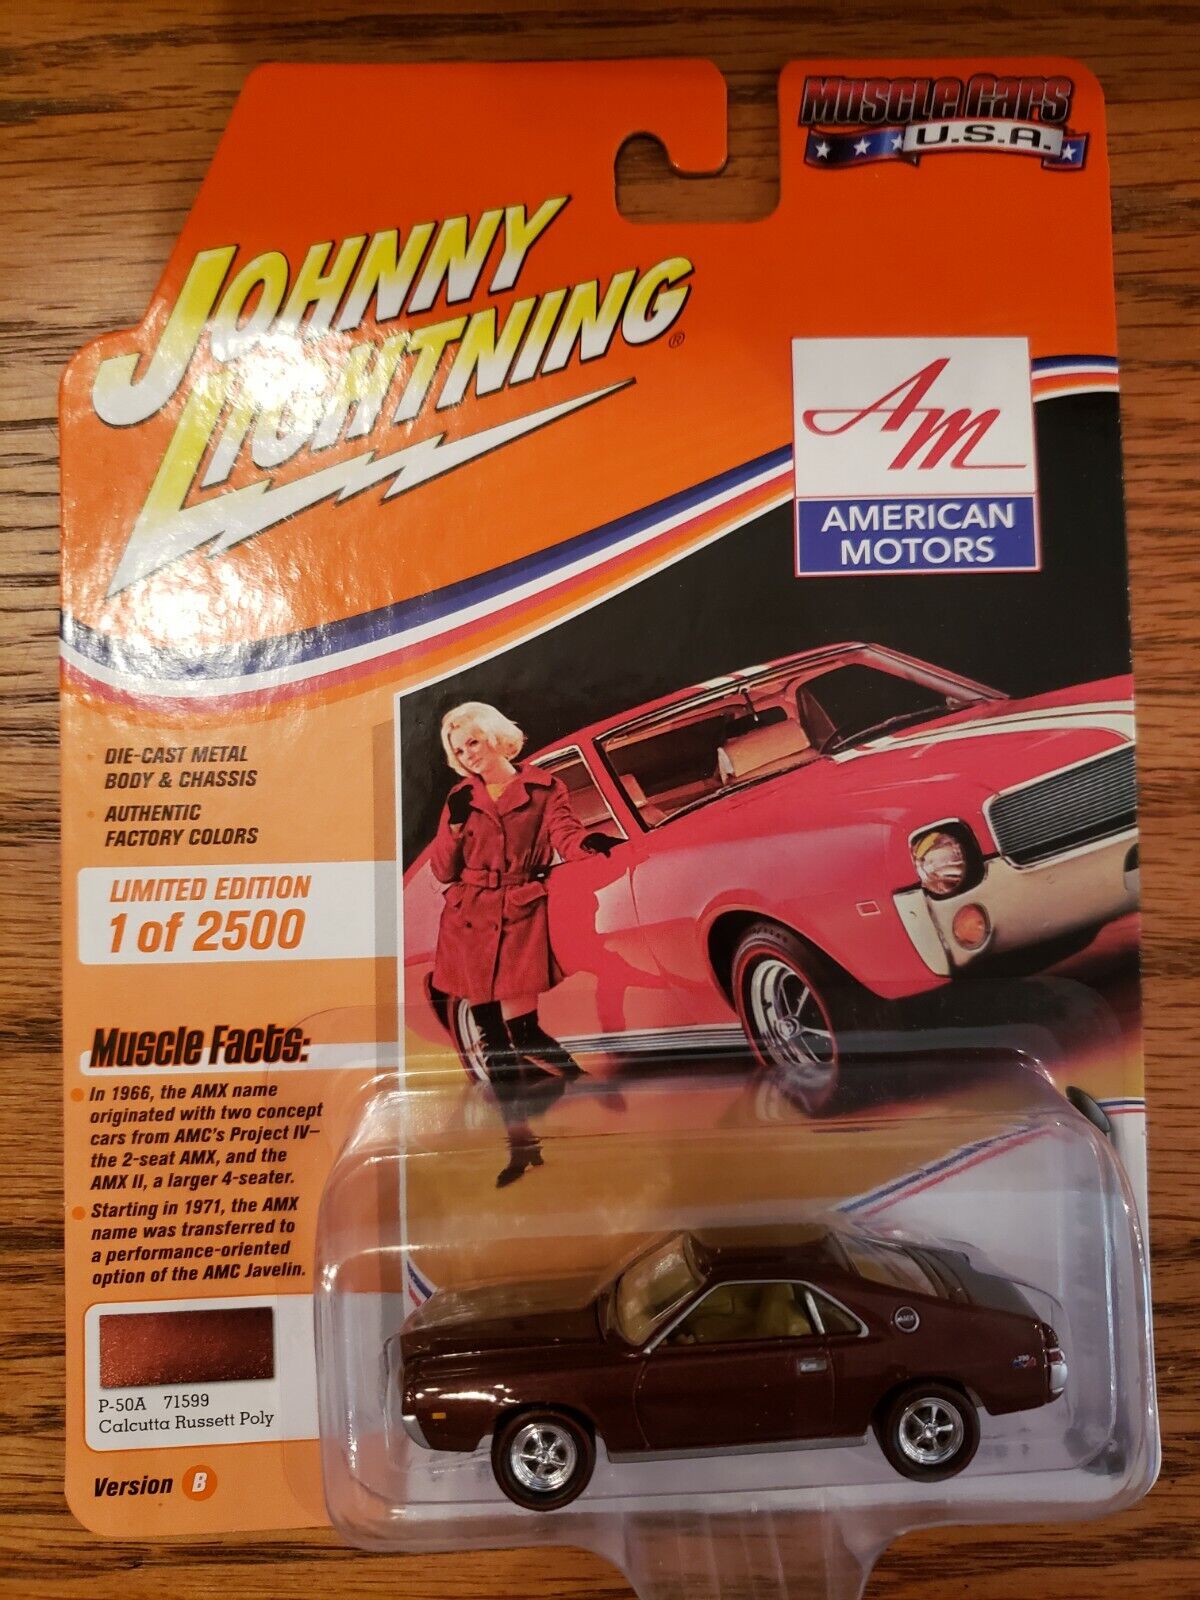 Muscle Cars
U.S.A.
JOHNNY
LIGHTNING®
AM
AMERICAN
MOTORS
DIE-CAST METAL
BODY & CHASSIS
AUTHENTIC
FACTORY COLORS
LIMITED EDITION
1 of 2500
Muscle Facts:
In 1966, the AMX name
originated with two concept
cars from AMC's Project IV–
the 2-seat AMX, and the
AMX II, a larger 4-seater.
Starting in 1971, the AMX
name was transferred to
a performance-oriented
option of the AMC Javelin.
P-50A 71599
Calcutta Russett Poly
Version B
AMX
390